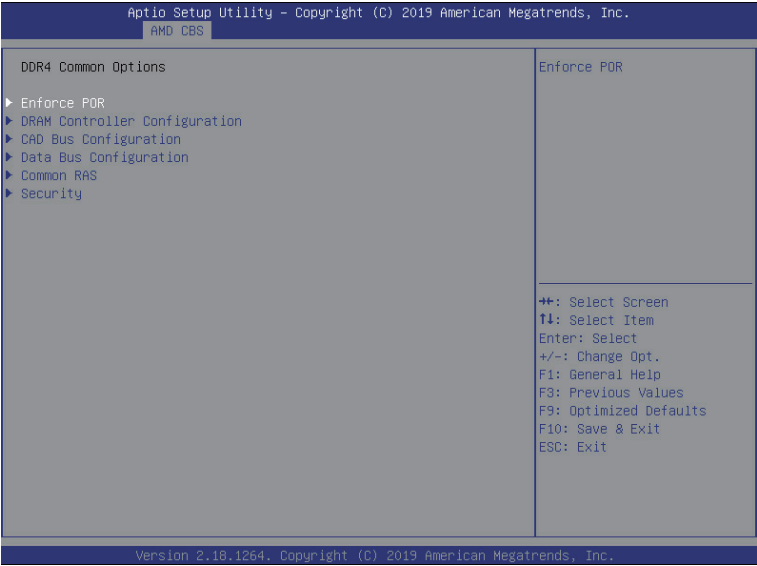 Aptio Setup Utility – Copyright (C) 2019 American Megatrends, Inc.
AMD CBS
DDR4 Common Options
Enforce POR
DRAM Controller Configuration
CAD Bus Configuration
Data Bus Configuration
Common RAS
Security
Enforce POR
→←: Select Screen
↑↓: Select Item
Enter: Select
+/-: Change Opt.
F1: General Help
F3: Previous Values
F9: Optimized Defaults
F10: Save & Exit
ESC: Exit
Version 2.18.1264. Copyright (C) 2019 American Megatrends, Inc.